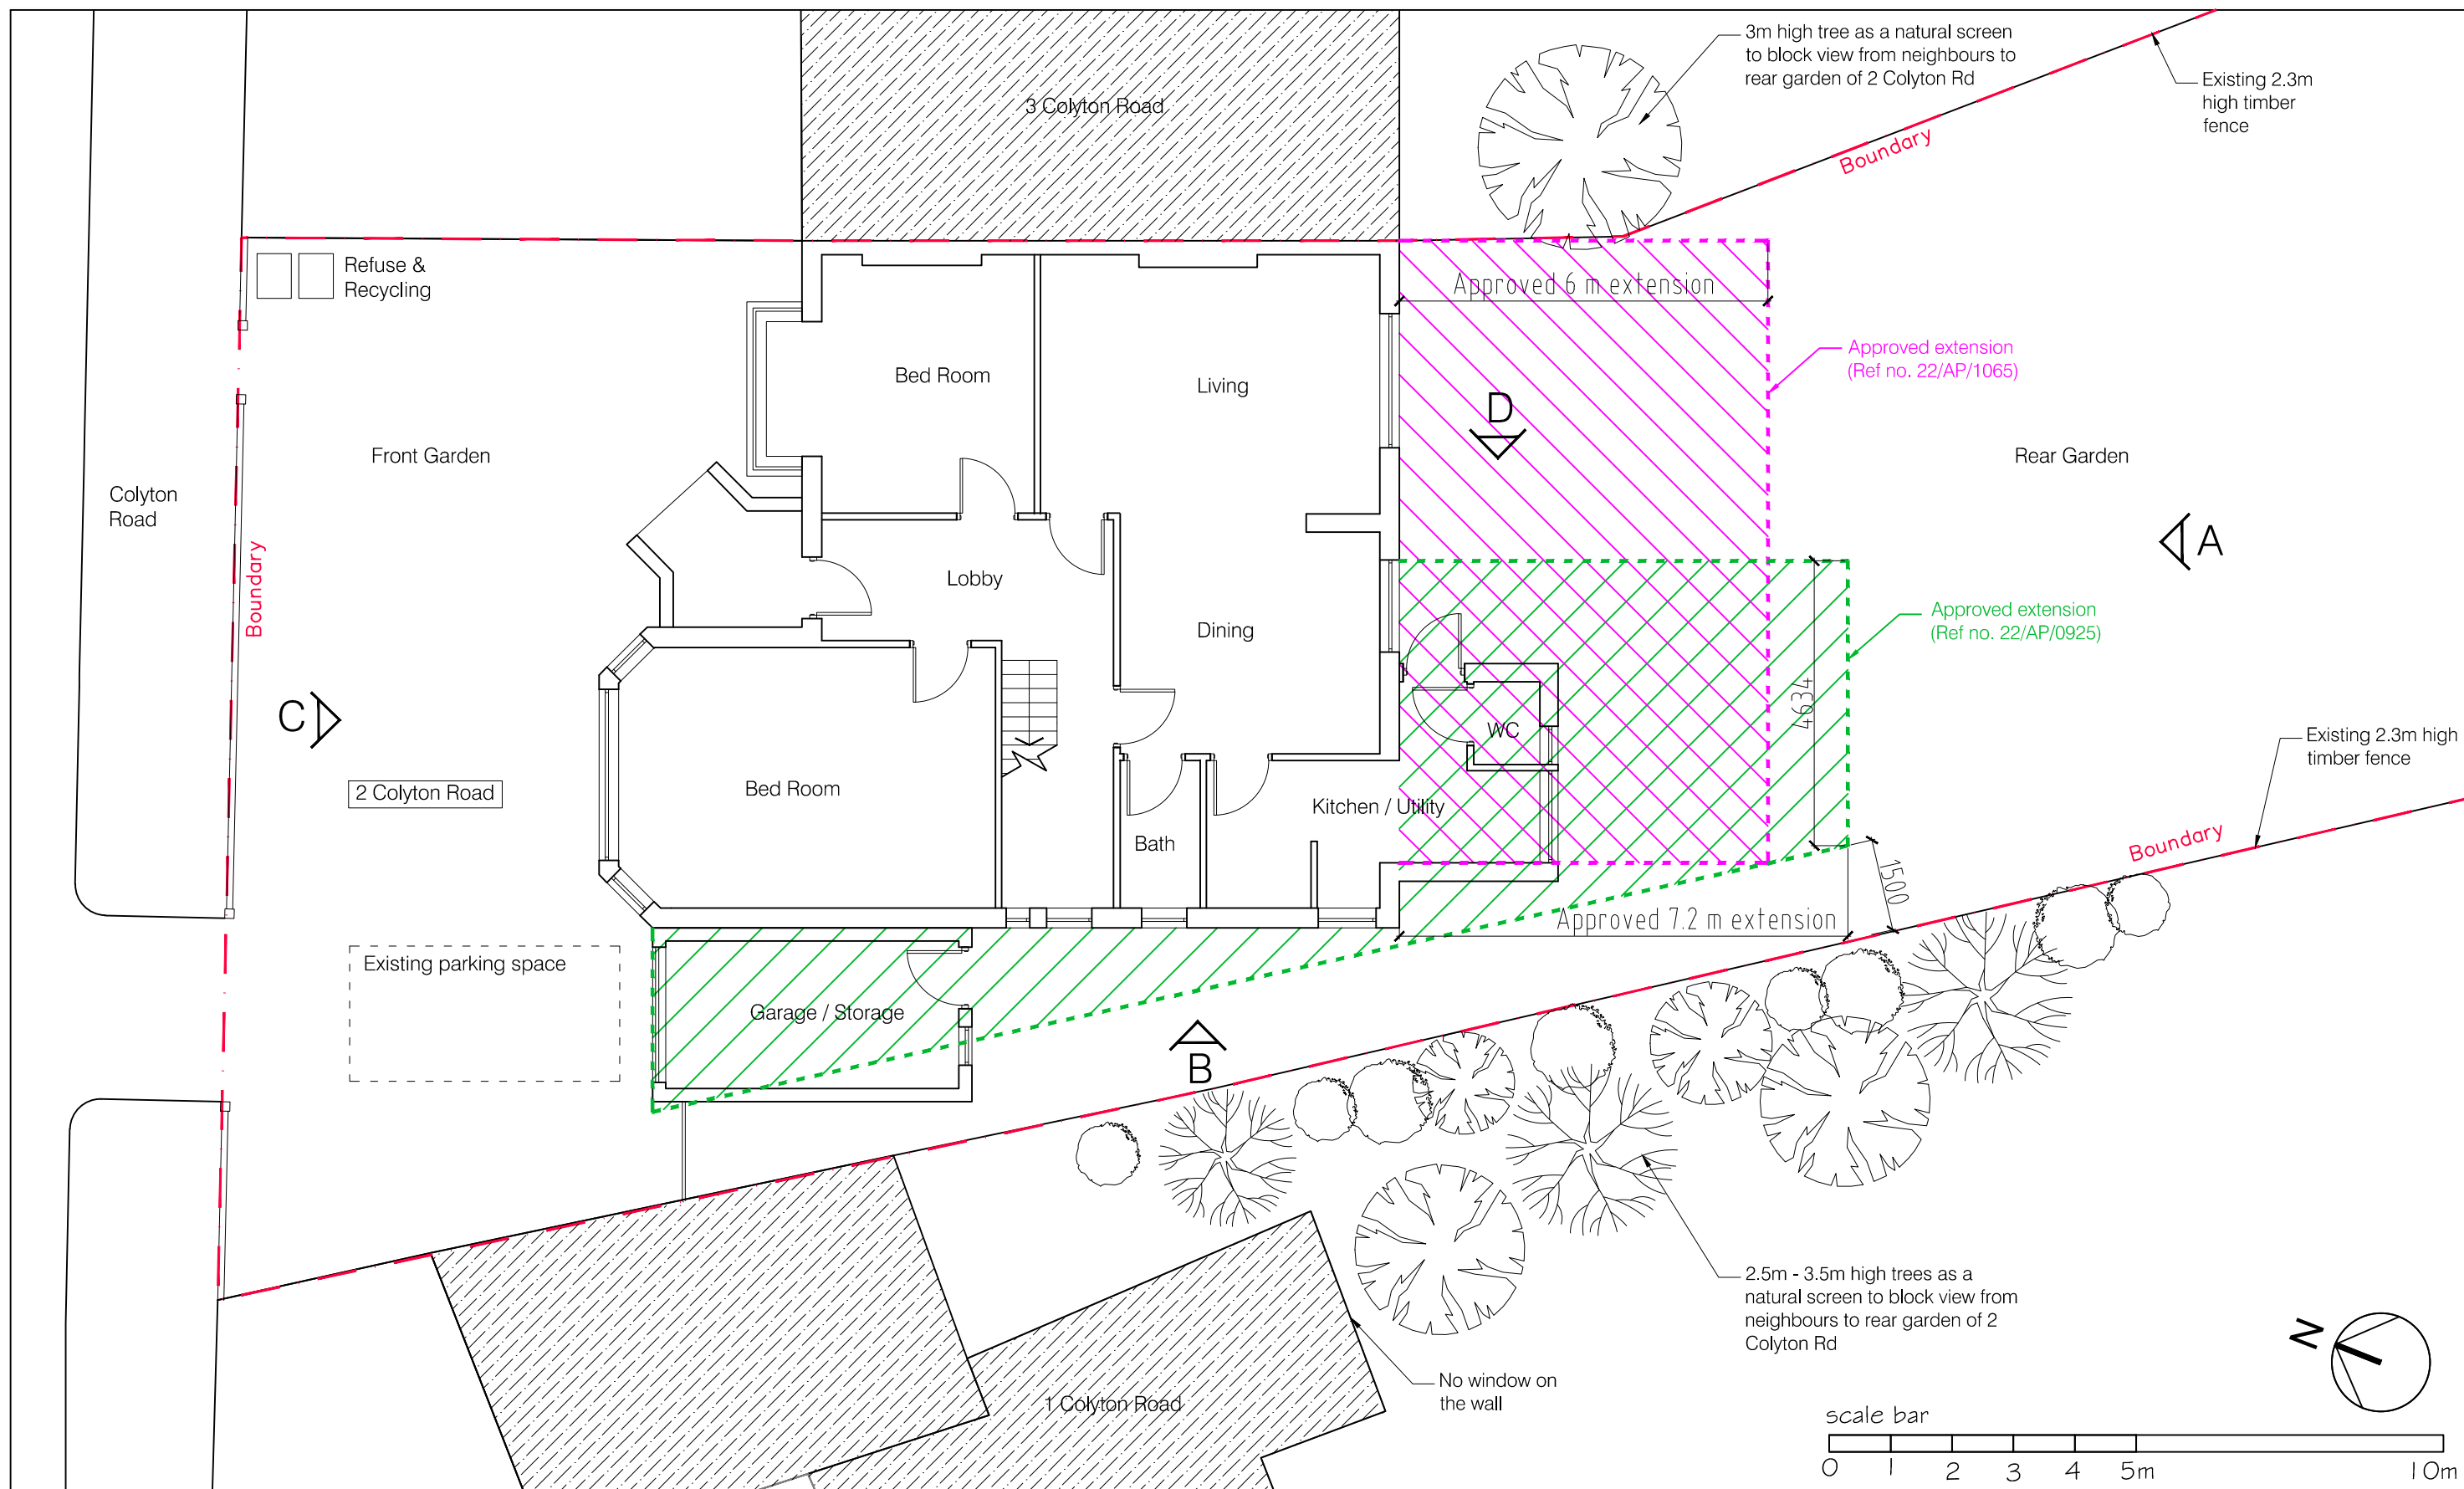 3m high tree as a natural screen
to block view from neighbours to
rear garden of 2 Colyton Rd
Existing 2.3m
high timber
fence
3 Colyton Road
Boundary
Refuse &
Recycling
Approved 6 m extension
Approved extension
(Ref no. 22/AP/1065)
Bed Room
Living
D
Front Garden
Rear Garden
Colyton
Road
A
Boundary
Lobby
Dining
Approved extension
(Ref no. 22/AP/0925)
4634
C
WC
Existing 2.3m high
timber fence
2 Colyton Road
Bed Room
Kitchen / Utility
Bath
Boundary
1500
Approved 7.2 m extension
Existing parking space
Garage / Storage
B
2.5m - 3.5m high trees as a
natural screen to block view from
neighbours to rear garden of 2
Colyton Rd
N
No window on
the wall
1 Colyton Road
scale bar
0 1 2 3 4 5m 10m